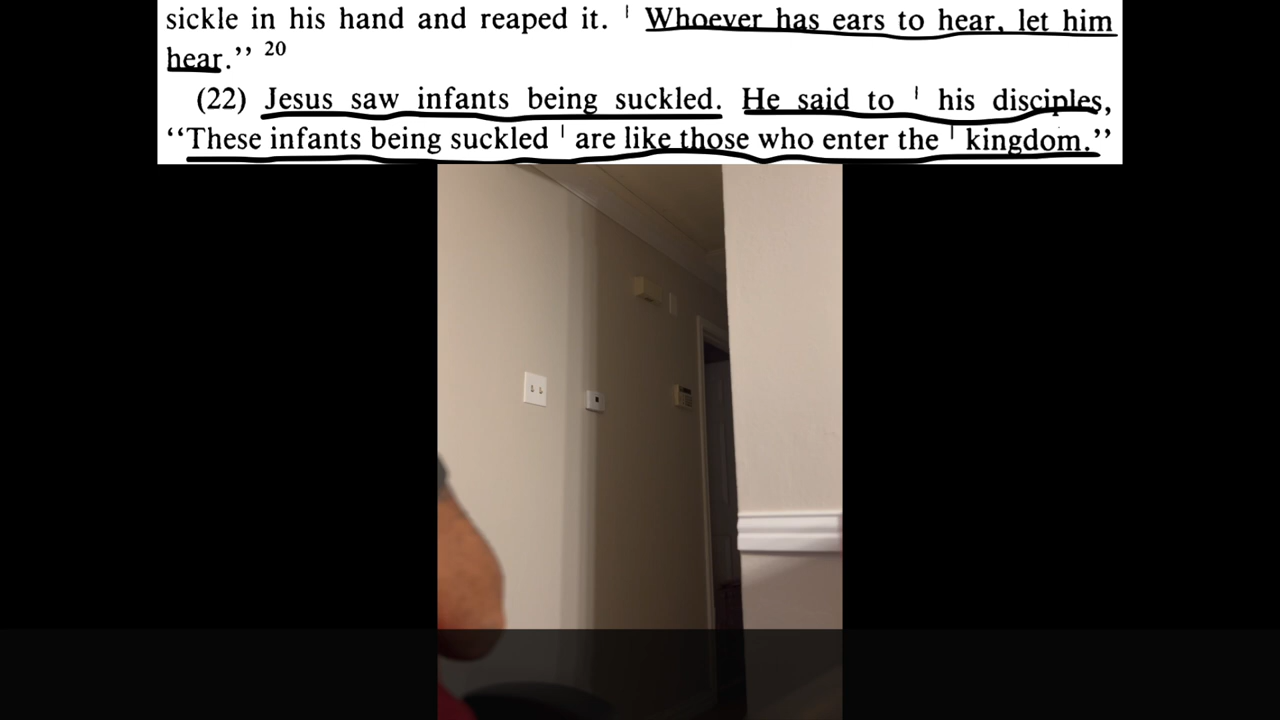 sickle in his hand and reaped it. ˡ Whoever has ears to hear, let him
hear.’’ 20
(22) Jesus saw infants being suckled. He said to ˡ his disciples,
‘‘These infants being suckled ˡ are like those who enter the ˡ kingdom.’’